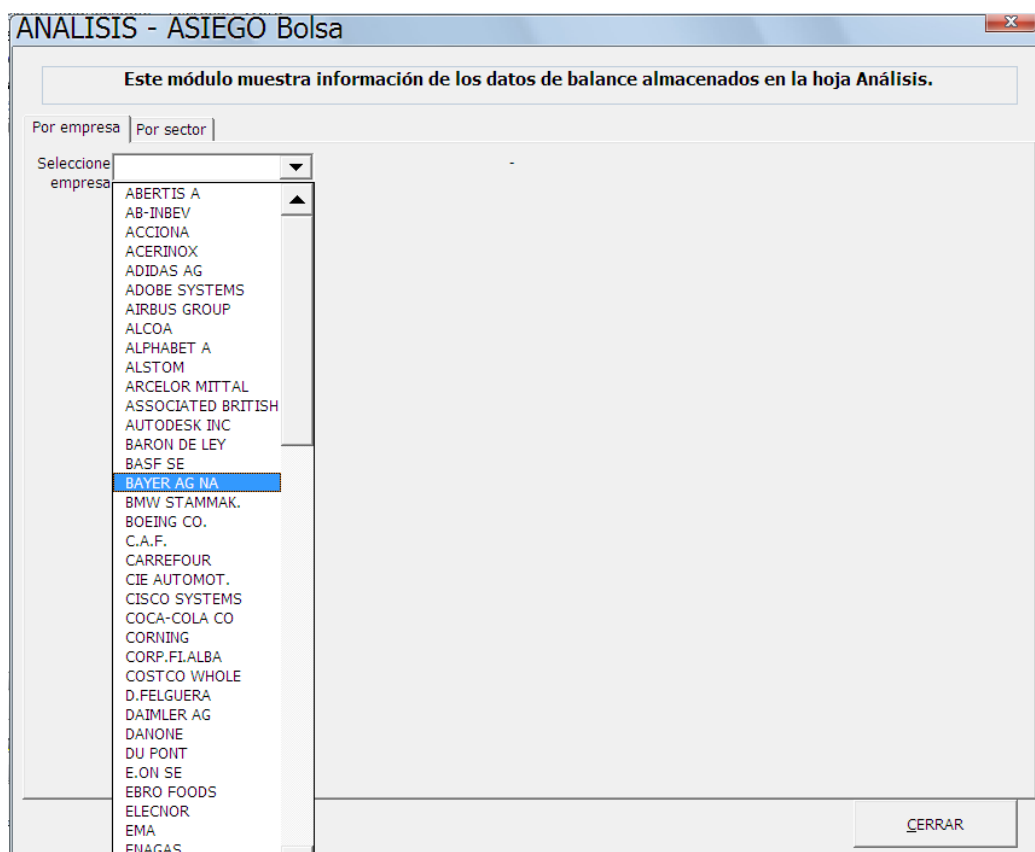 ANALISIS - ASIEGO Bolsa
Este módulo muestra información de los datos de balance almacenados en la hoja Análisis.
Por empresa
Por sector
Seleccione
empresa
-
ABERTIS A
AB-INBEV
ACCIONA
ACERINOX
ADIDAS AG
ADOBE SYSTEMS
AIRBUS GROUP
ALCOA
ALPHABET A
ALSTOM
ARCELOR MITTAL
ASSOCIATED BRITISH
AUTODESK INC
BARON DE LEY
BASF SE
BAYER AG NA
BMW STAMMAK.
BOEING CO.
C.A.F.
CARREFOUR
CIE AUTOMOT.
CISCO SYSTEMS
COCA-COLA CO
CORNING
CORP.FI.ALBA
COSTCO WHOLE
D.FELGUERA
DAIMLER AG
DANONE
DU PONT
E.ON SE
EBRO FOODS
ELECNOR
EMA
ENAGAS
CERRAR